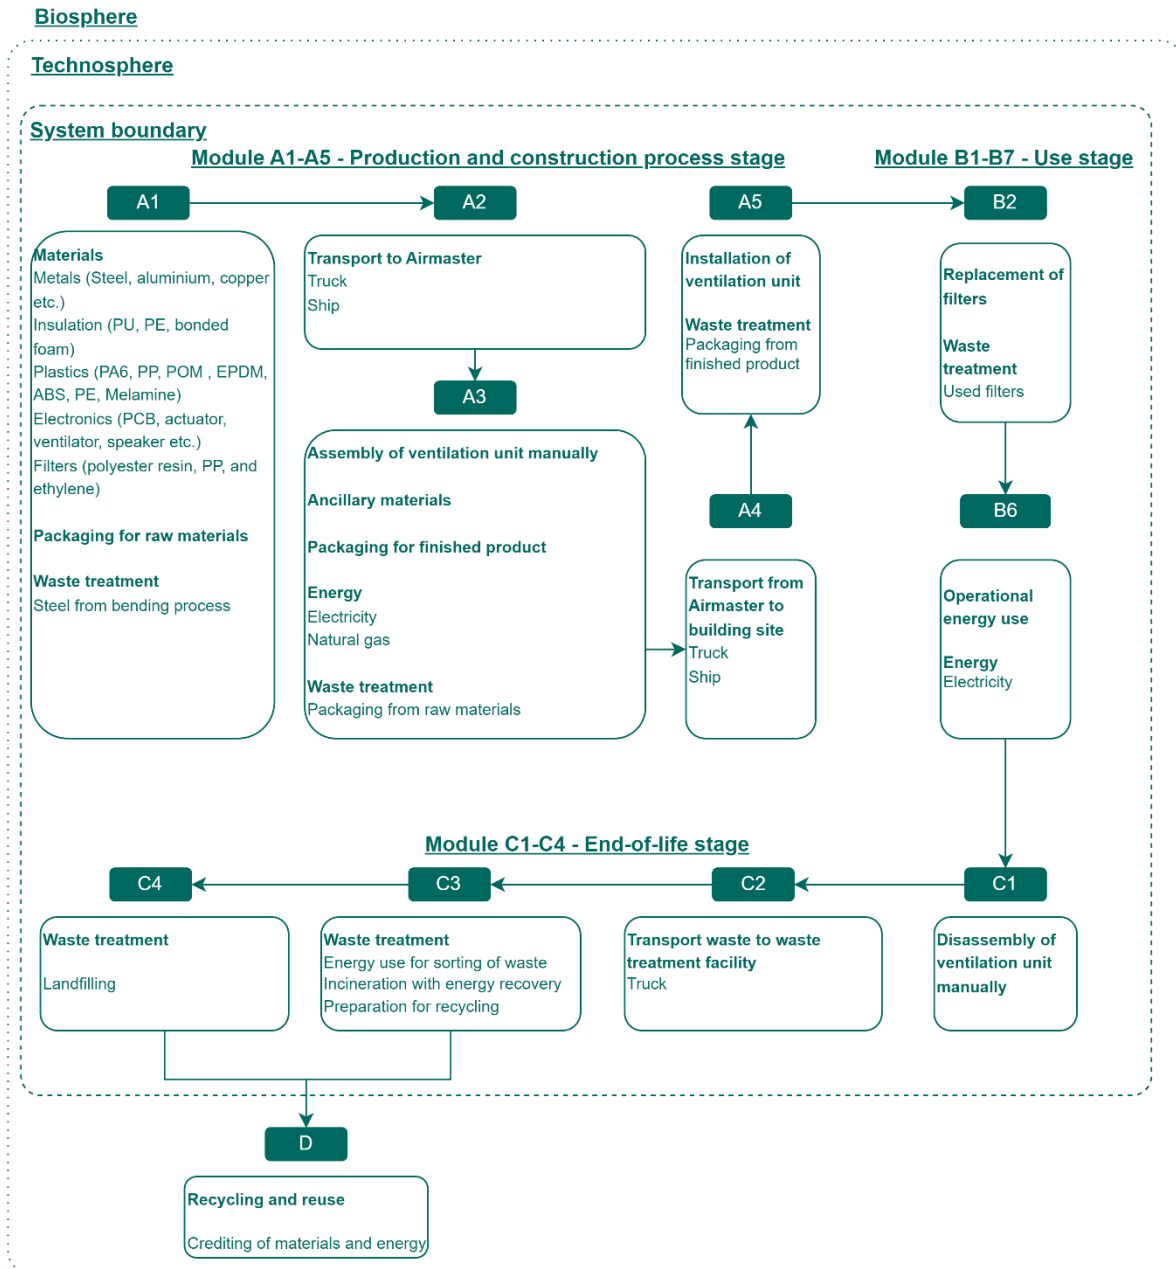 Biosphere
Technosphere
System boundary
Module A1-A5 - Production and construction process stage
Module B1-B7 - Use stage
A1
Materials
Metals (Steel, aluminium, copper
etc.)
Insulation (PU, PE, bonded
foam)
Plastics (PA6, PP, POM , EPDM,
ABS, PE, Melamine)
Electronics (PCB, actuator,
ventilator, speaker etc.)
Filters (polyester resin, PP, and
ethylene)
Packaging for raw materials
Waste treatment
Steel from bending process
A2
Transport to Airmaster
Truck
Ship
A3
Assembly of ventilation unit manually
Ancillary materials
Packaging for finished product
Energy
Electricity
Natural gas
Waste treatment
Packaging from raw materials
A4
Transport from
Airmaster to
building site
Truck
Ship
A5
Installation of
ventilation unit
Waste treatment
Packaging from
finished product
B2
Replacement of
filters
Waste
treatment
Used filters
B6
Operational
energy use
Energy
Electricity
Module C1-C4 - End-of-life stage
C1
Disassembly of
ventilation unit
manually
C2
Transport waste to waste
treatment facility
Truck
C3
Waste treatment
Energy use for sorting of waste
Incineration with energy recovery
Preparation for recycling
C4
Waste treatment
Landfilling
D
Recycling and reuse
Crediting of materials and energy